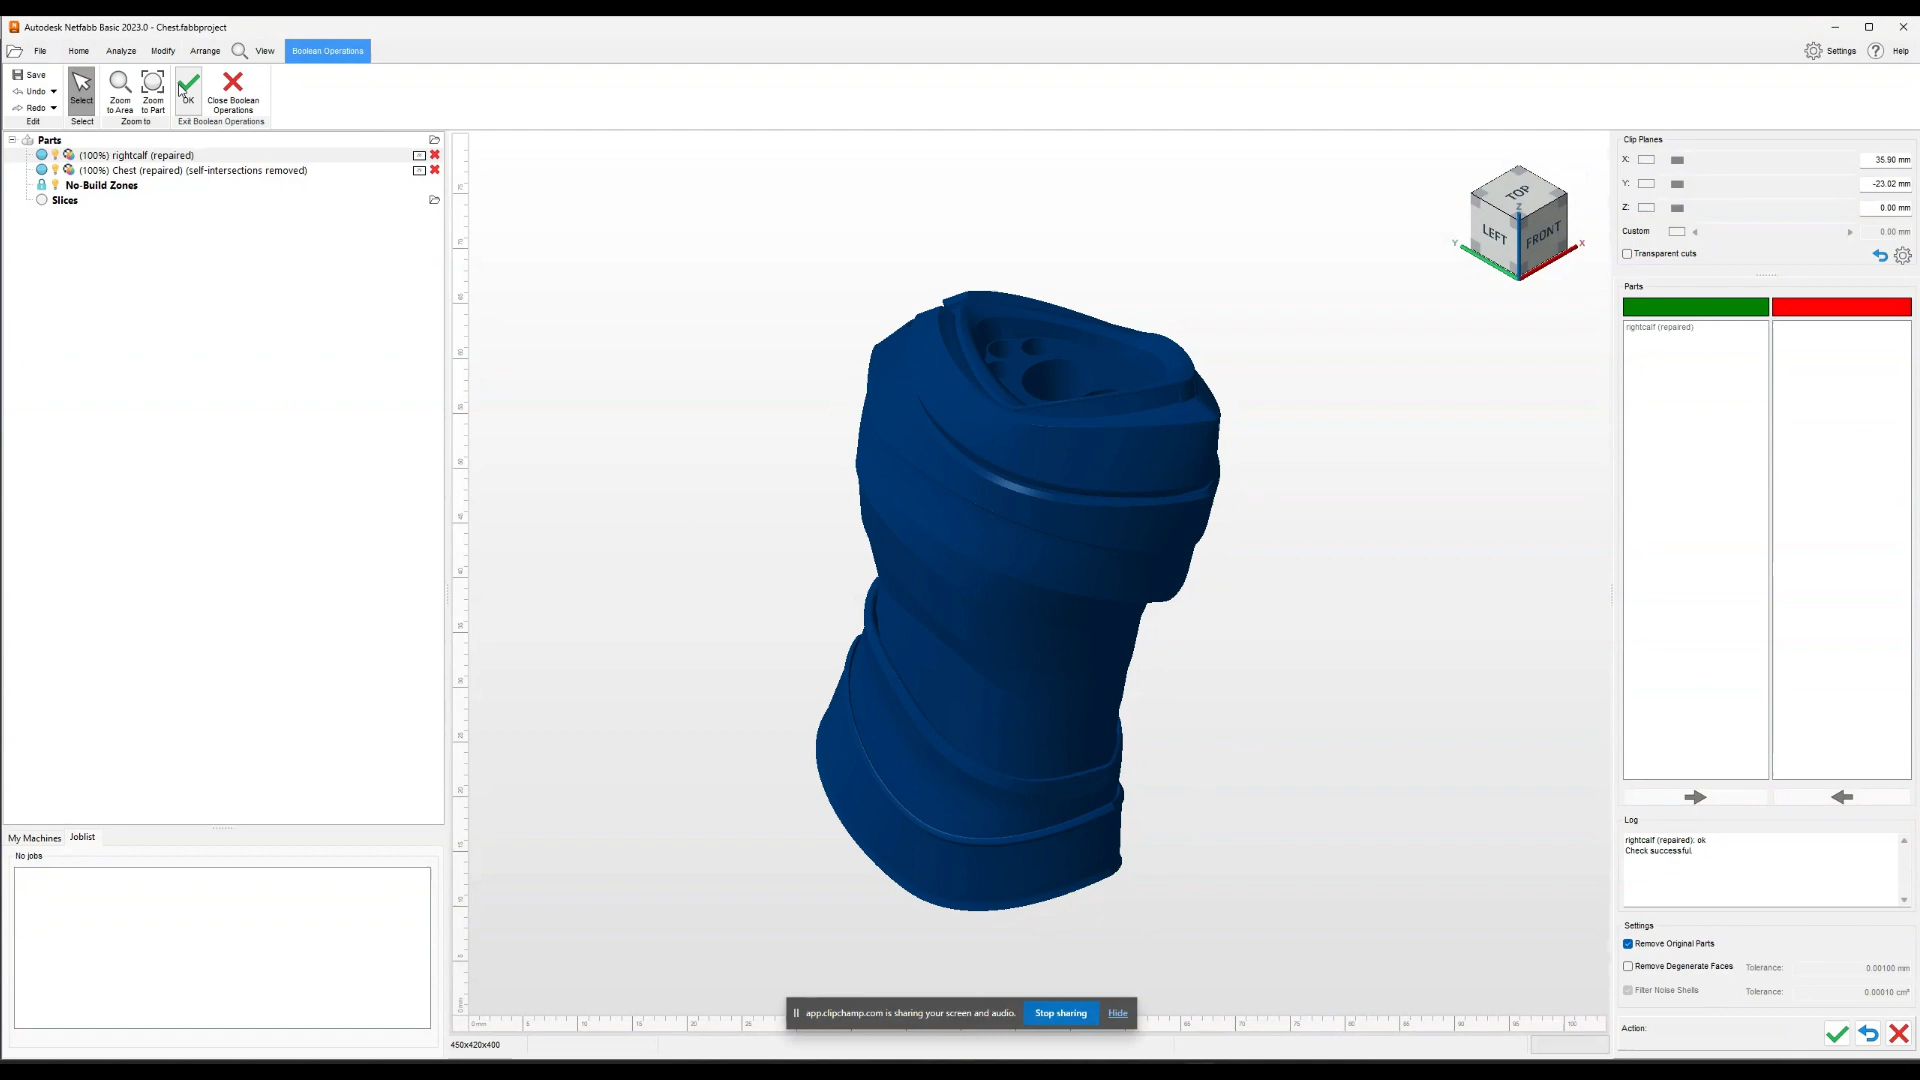 Autodesk Netfabb Basic 2023.0 - Chest.fabbproject
File Home Analyze Modify Arrange View Boolean Operations Settings Help
Save
Undo
Redo
Edit
Select
Select
Zoom to Area
Zoom to Part
Zoom to
OK
Close Boolean Operations
Exit Boolean Operations
Parts
(100%) rightcalf (repaired)
(100%) Chest (repaired) (self-intersections removed)
No-Build Zones
Slices
My Machines Joblist
No jobs
TOP
LEFT
FRONT
Z
Y
X
app.clipchamp.com is sharing your screen and audio. Stop sharing Hide
450x420x400
Clip Planes
X: 35.90 mm
Y: -23.02 mm
Z: 0.00 mm
Custom 0.00 mm
Transparent cuts
Parts
rightcalf (repaired)
Log
rightcalf (repaired): ok
Check successful.
Settings
Remove Original Parts
Remove Degenerate Faces Tolerance: 0.00100 mm
Filter Noise Shells Tolerance: 0.00010 cm³
Action: